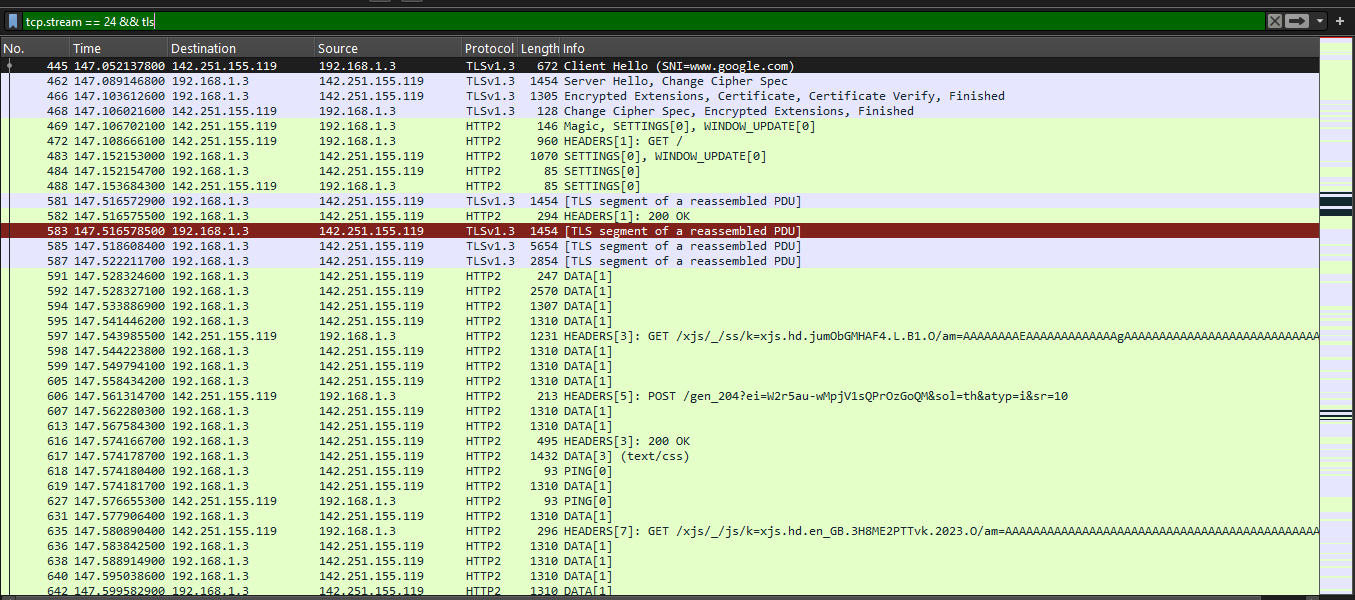 tcp.stream == 24 && tls
No. Time Destination Source Protocol Length Info
445 147.052137800 142.251.155.119 192.168.1.3 TLSv1.3 672 Client Hello (SNI=www.google.com)
462 147.089146800 192.168.1.3 142.251.155.119 TLSv1.3 1454 Server Hello, Change Cipher Spec
466 147.103612600 192.168.1.3 142.251.155.119 TLSv1.3 1305 Encrypted Extensions, Certificate, Certificate Verify, Finished
468 147.106021600 142.251.155.119 192.168.1.3 TLSv1.3 128 Change Cipher Spec, Encrypted Extensions, Finished
469 147.106702100 142.251.155.119 192.168.1.3 HTTP2 146 Magic, SETTINGS[0], WINDOW_UPDATE[0]
472 147.108666100 142.251.155.119 192.168.1.3 HTTP2 960 HEADERS[1]: GET /
483 147.152153000 192.168.1.3 142.251.155.119 HTTP2 1070 SETTINGS[0], WINDOW_UPDATE[0]
484 147.152154700 192.168.1.3 142.251.155.119 HTTP2 85 SETTINGS[0]
488 147.153684300 142.251.155.119 192.168.1.3 HTTP2 85 SETTINGS[0]
581 147.516572900 192.168.1.3 142.251.155.119 TLSv1.3 1454 [TLS segment of a reassembled PDU]
582 147.516575500 192.168.1.3 142.251.155.119 HTTP2 294 HEADERS[1]: 200 OK
583 147.516578500 192.168.1.3 142.251.155.119 TLSv1.3 1454 [TLS segment of a reassembled PDU]
585 147.518608400 192.168.1.3 142.251.155.119 TLSv1.3 5654 [TLS segment of a reassembled PDU]
587 147.522211700 192.168.1.3 142.251.155.119 TLSv1.3 2854 [TLS segment of a reassembled PDU]
591 147.528324600 192.168.1.3 142.251.155.119 HTTP2 247 DATA[1]
592 147.528327100 192.168.1.3 142.251.155.119 HTTP2 2570 DATA[1]
594 147.533886900 192.168.1.3 142.251.155.119 HTTP2 1307 DATA[1]
595 147.541446200 192.168.1.3 142.251.155.119 HTTP2 1310 DATA[1]
597 147.543985500 142.251.155.119 192.168.1.3 HTTP2 1231 HEADERS[3]: GET /xjs/_/ss/k=xjs.hd.jumObGMHAF4.L.B1.O/am=AAAAAAAAEAAAAAAAAAAAAAgAAAAAAAAAAAAAAAAAAAAAAAAAAAA
598 147.544223800 192.168.1.3 142.251.155.119 HTTP2 1310 DATA[1]
599 147.549794100 192.168.1.3 142.251.155.119 HTTP2 1310 DATA[1]
605 147.558434200 192.168.1.3 142.251.155.119 HTTP2 1310 DATA[1]
606 147.561314700 142.251.155.119 192.168.1.3 HTTP2 213 HEADERS[5]: POST /gen_204?ei=W2r5au-wMpjV1sQPrOzGoQM&sol=th&atyp=i&sr=10
607 147.562280300 192.168.1.3 142.251.155.119 HTTP2 1310 DATA[1]
613 147.567584300 192.168.1.3 142.251.155.119 HTTP2 1310 DATA[1]
616 147.574166700 192.168.1.3 142.251.155.119 HTTP2 495 HEADERS[3]: 200 OK
617 147.574178700 192.168.1.3 142.251.155.119 HTTP2 1432 DATA[3] (text/css)
618 147.574180400 192.168.1.3 142.251.155.119 HTTP2 93 PING[0]
619 147.574181700 192.168.1.3 142.251.155.119 HTTP2 1310 DATA[1]
627 147.576655300 142.251.155.119 192.168.1.3 HTTP2 93 PING[0]
631 147.577906400 192.168.1.3 142.251.155.119 HTTP2 1310 DATA[1]
635 147.580890400 142.251.155.119 192.168.1.3 HTTP2 296 HEADERS[7]: GET /xjs/_/js/k=xjs.hd.en_GB.3H8ME2PTTvk.2023.O/am=AAAAAAAAAAAAAAAAAAAAAAAAAAAAAAAAAAAAAAAAAAAA
636 147.583842500 192.168.1.3 142.251.155.119 HTTP2 1310 DATA[1]
638 147.588914900 192.168.1.3 142.251.155.119 HTTP2 1310 DATA[1]
640 147.595038600 192.168.1.3 142.251.155.119 HTTP2 1310 DATA[1]
642 147.599582900 192.168.1.3 142.251.155.119 HTTP2 1310 DATA[1]